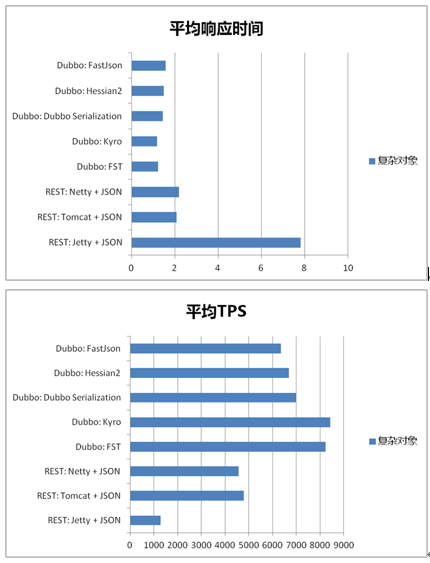 平均响应时间
Dubbo: FastJson
Dubbo: Hessian2
Dubbo: Dubbo Serialization
Dubbo: Kyro
Dubbo: FST
REST: Netty + JSON
REST: Tomcat + JSON
REST: Jetty + JSON
复杂对象
0 2 4 6 8 10
平均TPS
Dubbo: FastJson
Dubbo: Hessian2
Dubbo: Dubbo Serialization
Dubbo: Kyro
Dubbo: FST
REST: Netty + JSON
REST: Tomcat + JSON
REST: Jetty + JSON
复杂对象
0 1000 2000 3000 4000 5000 6000 7000 8000 9000